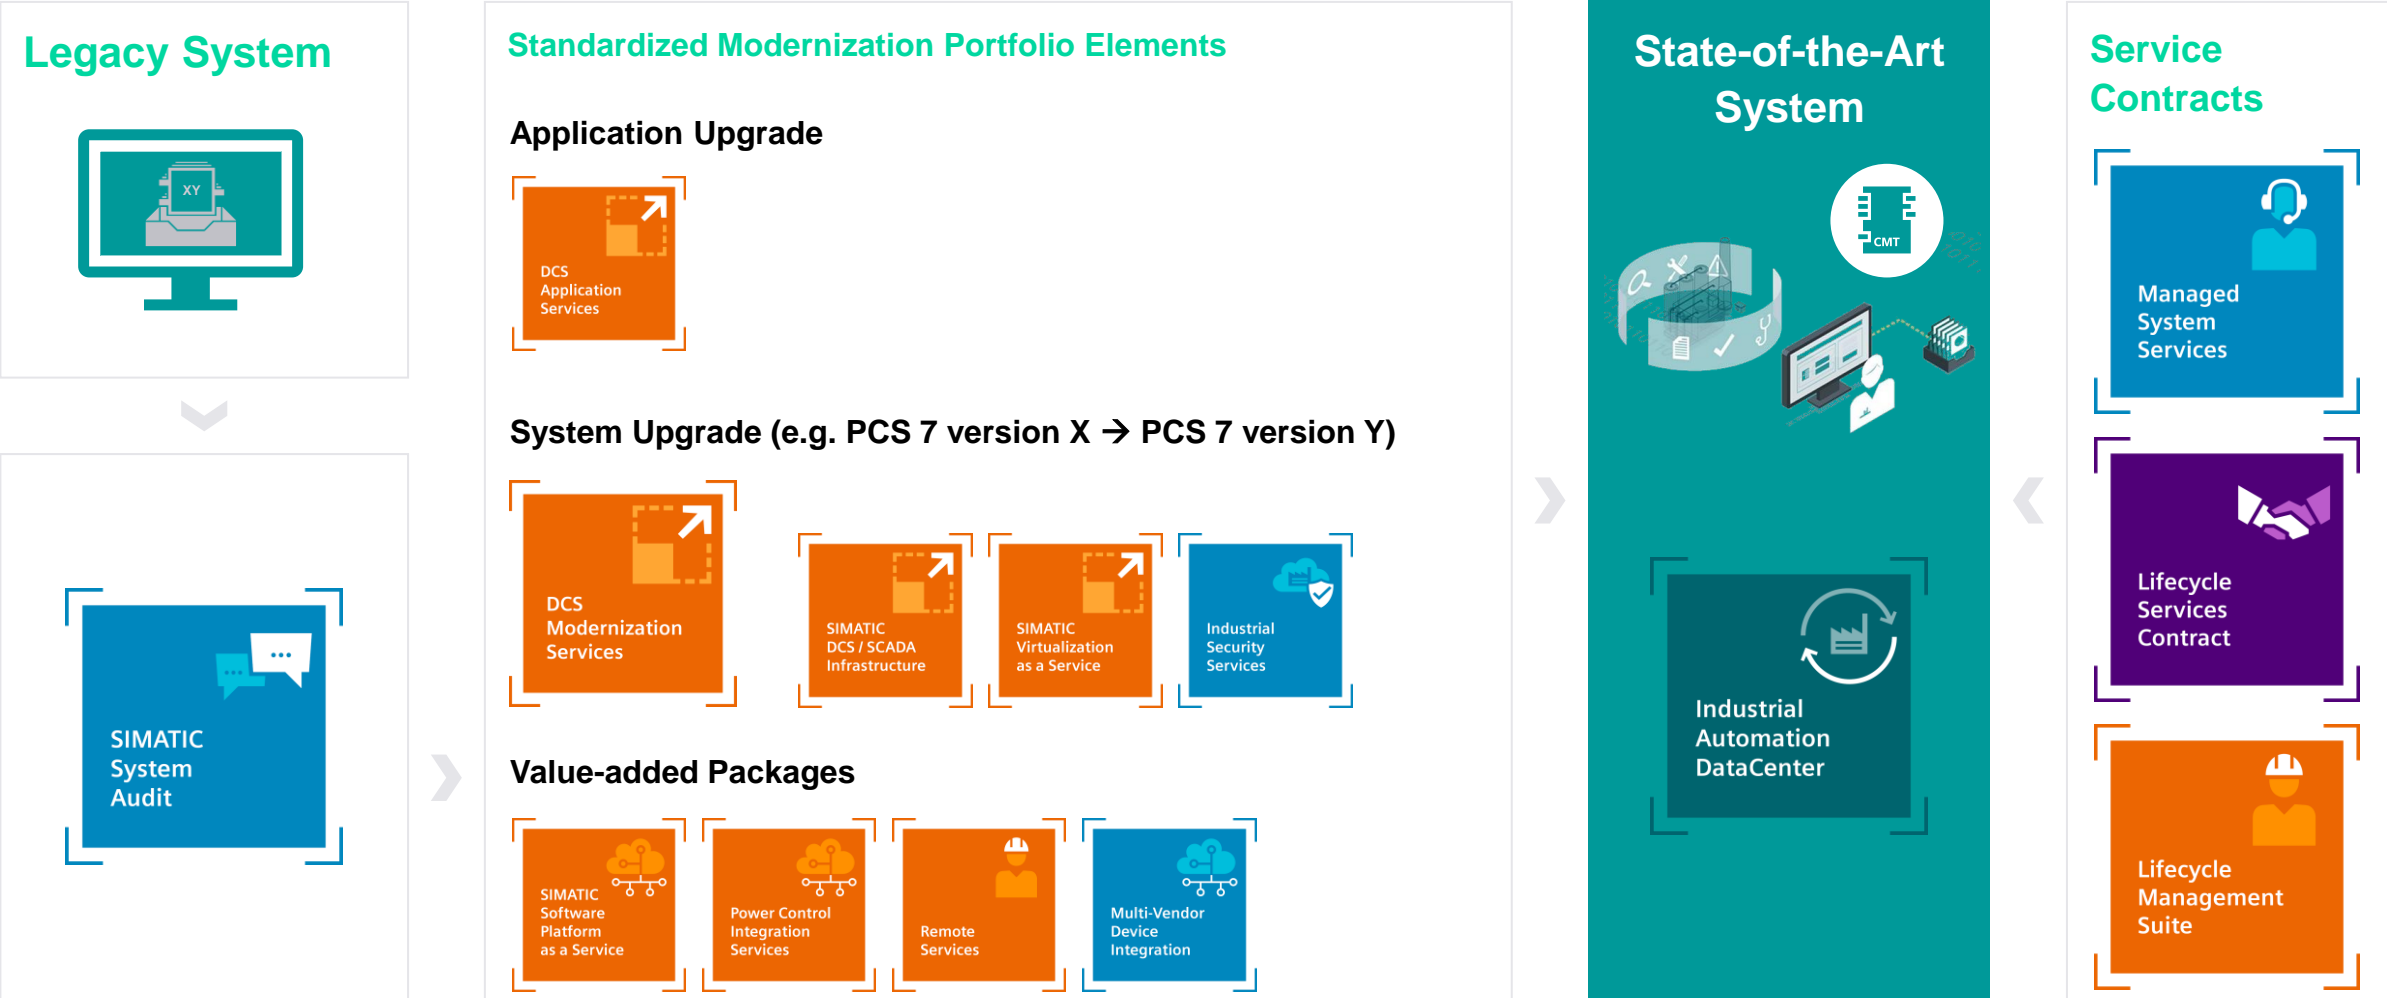 Legacy System
XY
SIMATIC
System
Audit
Standardized Modernization Portfolio Elements
Application Upgrade
DCS
Application
Services
System Upgrade (e.g. PCS 7 version X → PCS 7 version Y)
DCS
Modernization
Services
SIMATIC
DCS / SCADA
Infrastructure
SIMATIC
Virtualization
as a Service
Industrial
Security
Services
Value-added Packages
SIMATIC
Software
Platform
as a Service
Power Control
Integration
Services
Remote
Services
Multi-Vendor
Device
Integration
State-of-the-Art
System
CMT
Industrial
Automation
DataCenter
Service
Contracts
Managed
System
Services
Lifecycle
Services
Contract
Lifecycle
Management
Suite